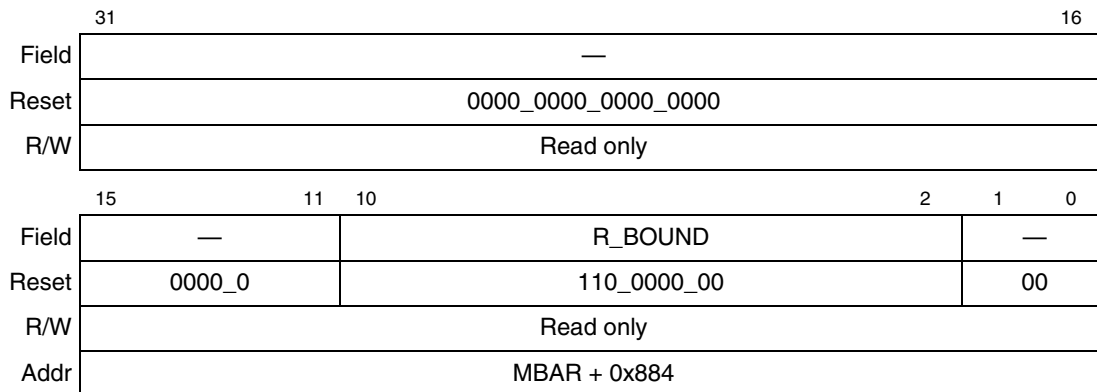 31 16
Field —
Reset 0000_0000_0000_0000
R/W Read only
15 11 10 2 1 0
Field — R_BOUND —
Reset 0000_0 110_0000_00 00
R/W Read only
Addr MBAR + 0x884